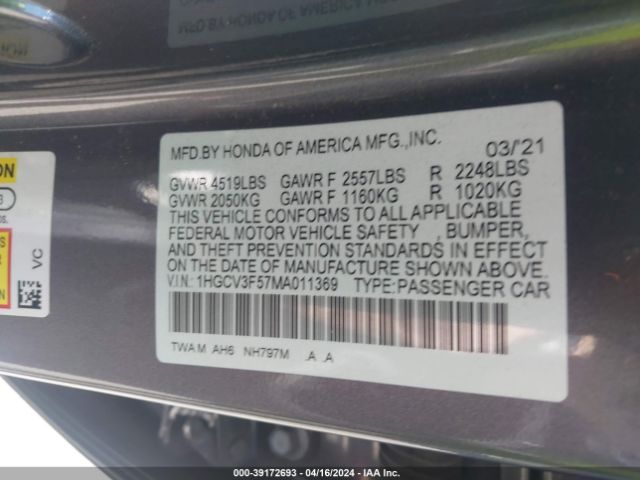 MFD.BY HONDA OF AMERICA MFG.,INC. 03/'21
GVWR 4519LBS GAWR F 2557LBS R 2248LBS
GVWR 2050KG GAWR F 1160KG R 1020KG
THIS VEHICLE CONFORMS TO ALL APPLICABLE
FEDERAL MOTOR VEHICLE SAFETY , BUMPER,
AND THEFT PREVENTION STANDARDS IN EFFECT
ON THE DATE OF MANUFACTURE SHOWN ABOVE.
V.I.N.: 1HGCV3F57MA011369 TYPE:PASSENGER CAR
TWA M AH6 NH797M .A .A
VC
000-39172693 - 04/16/2024 - IAA Inc.